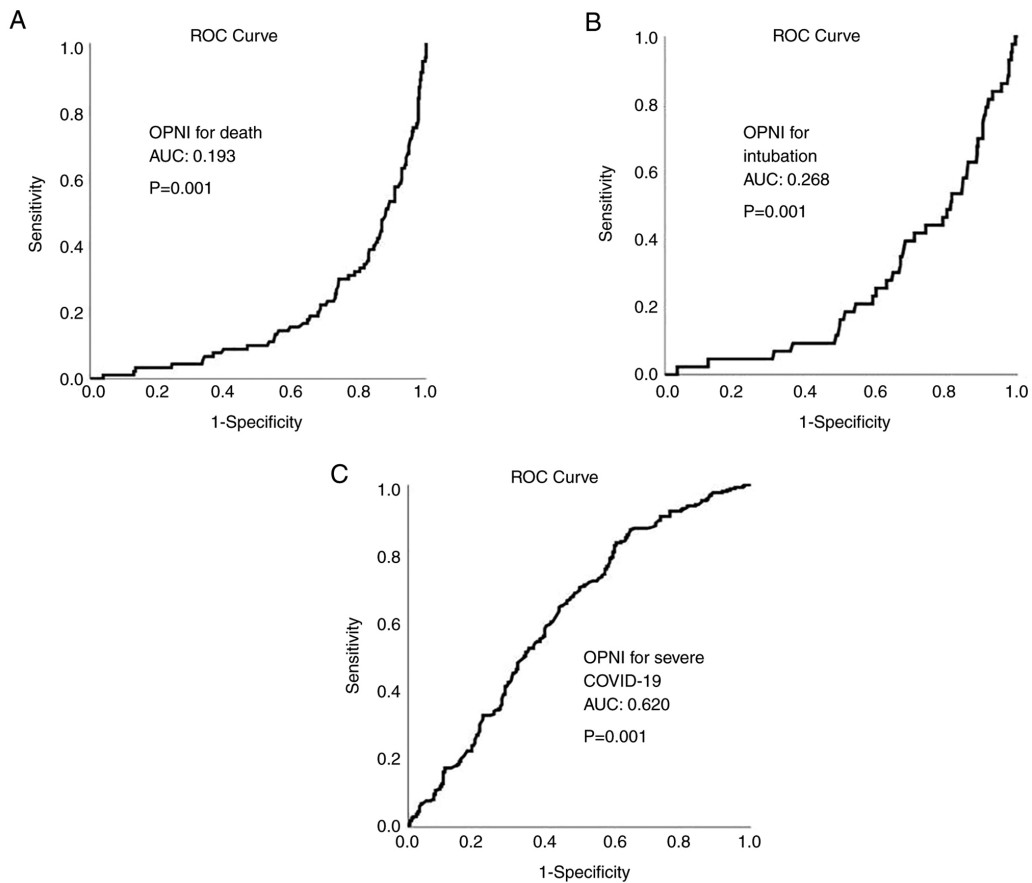 A
ROC Curve
1.0
0.8
0.6
0.4
0.2
0.0
Sensitivity
OPNI for death
AUC: 0.193
P=0.001
0.0 0.2 0.4 0.6 0.8 1.0
1-Specificity
B
ROC Curve
1.0
0.8
0.6
0.4
0.2
0.0
Sensitivity
OPNI for
intubation
AUC: 0.268
P=0.001
0.0 0.2 0.4 0.6 0.8 1.0
1-Specificity
C
ROC Curve
1.0
0.8
0.6
0.4
0.2
0.0
Sensitivity
OPNI for severe
COVID-19
AUC: 0.620
P=0.001
0.0 0.2 0.4 0.6 0.8 1.0
1-Specificity